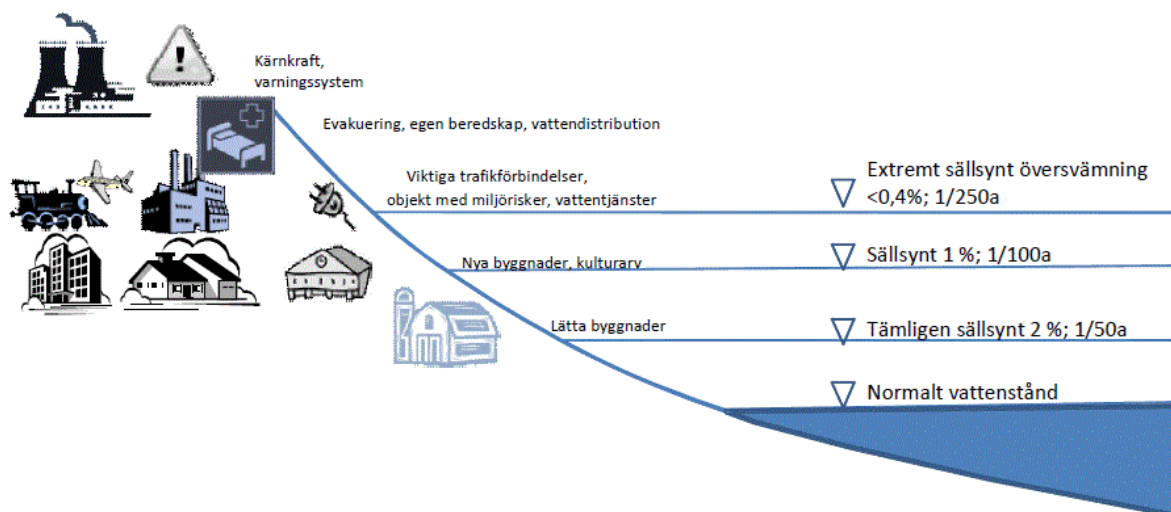 Kärnkraft,
varningssystem
Evakuering, egen beredskap, vattendistribution
Viktiga trafikförbindelser,
objekt med miljörisker, vattentjänster
Extremt sällsynt översvämning
<0,4%; 1/250a
Nya byggnader, kulturarv
Sällsynt 1 %; 1/100a
Lätta byggnader
Tämligen sällsynt 2 %; 1/50a
Normalt vattenstånd